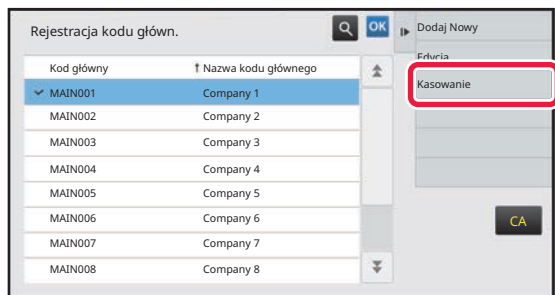 Rejestracja kodu główn.
OK
Dodaj Nowy
Edycja
Kasowanie
Kod główny Nazwa kodu głównego
MAIN001 Company 1
MAIN002 Company 2
MAIN003 Company 3
MAIN004 Company 4
MAIN005 Company 5
MAIN006 Company 6
MAIN007 Company 7
MAIN008 Company 8
CA